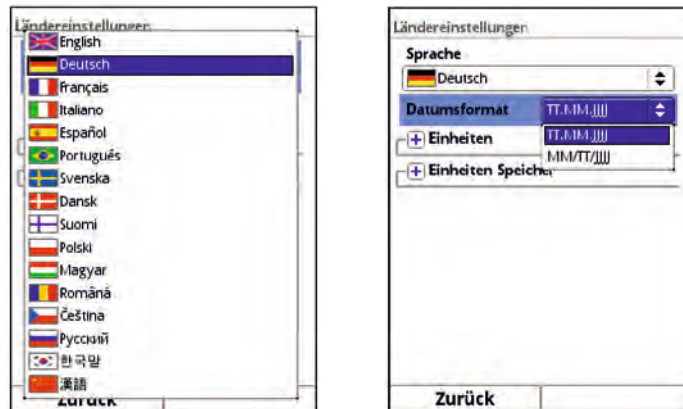 Ländereinstellungen
English
Deutsch
Français
Italiano
Español
Português
Svenska
Dansk
Suomi
Polski
Magyar
Română
Čeština
Русский
한국말
漢語
Zurück
Ländereinstellungen
Sprache
Deutsch
Datumsformat TT.MM.JJJJ
TT.MM.JJJJ
Einheiten
MM/TT/JJJJ
Einheiten Speicher
Zurück